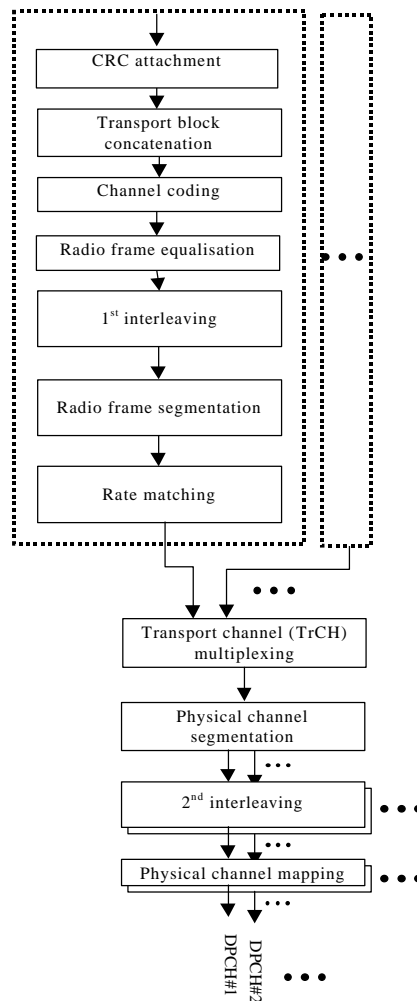 CRC attachment
Transport block
concatenation
Channel coding
Radio frame equalisation
1st interleaving
Radio frame segmentation
Rate matching
Transport channel (TrCH)
multiplexing
Physical channel
segmentation
2nd interleaving
Physical channel mapping
DPCH#1
DPCH#2